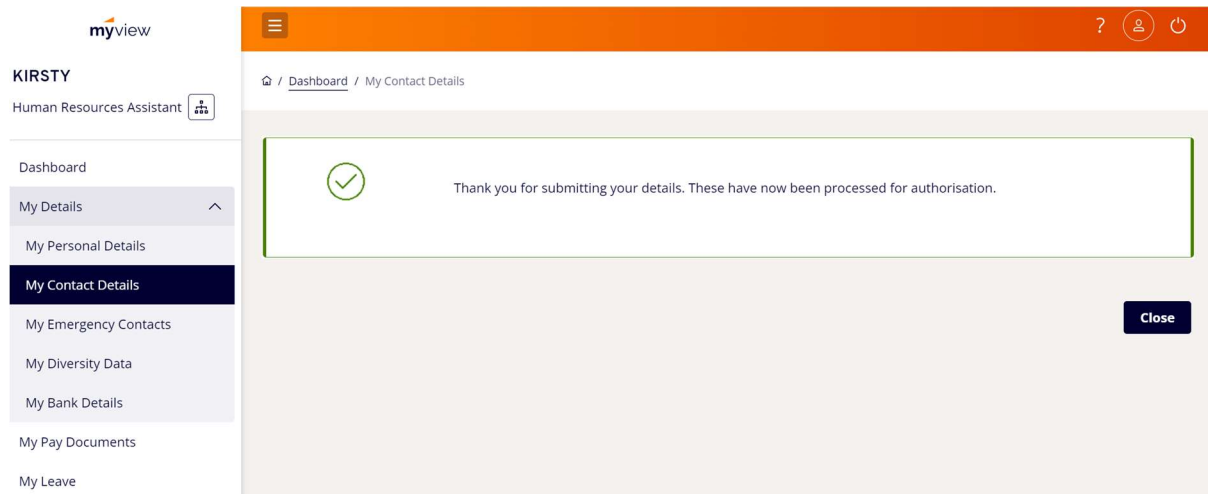 myview
KIRSTY
Human Resources Assistant
Dashboard
My Details
My Personal Details
My Contact Details
My Emergency Contacts
My Diversity Data
My Bank Details
My Pay Documents
My Leave
?
/ Dashboard / My Contact Details
Thank you for submitting your details. These have now been processed for authorisation.
Close